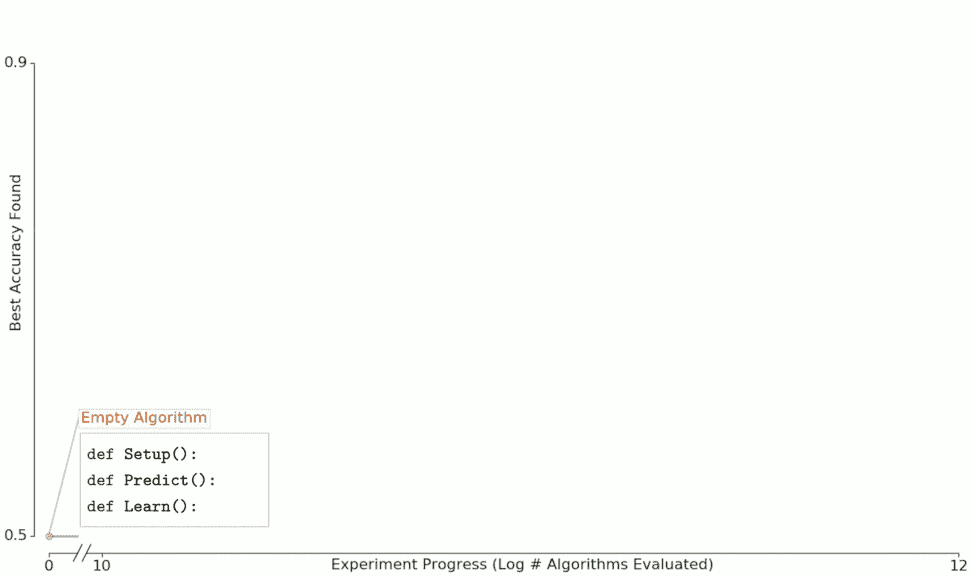 0.9
Best Accuracy Found
Empty Algorithm
def Setup():
def Predict():
def Learn():
0.5
0 10 Experiment Progress (Log # Algorithms Evaluated) 12